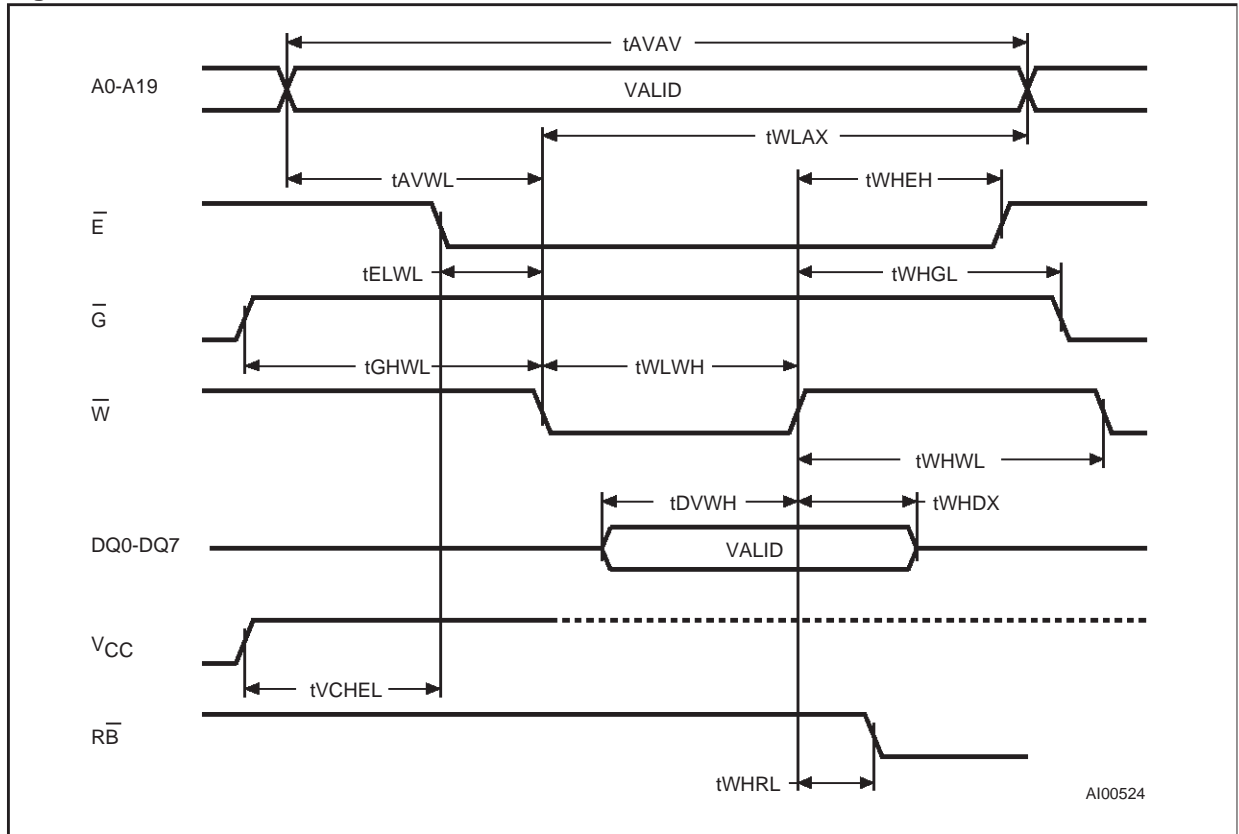 tAVAV
A0-A19
VALID
tWLAX
tAVWL
tWHEH
E̅
tELWL
tWHGL
G̅
tGHWL
tWLWH
W̅
tWHWL
tDVWH
tWHDX
DQ0-DQ7
VALID
VCC
tVCHEL
RB̅
tWHRL
AI00524